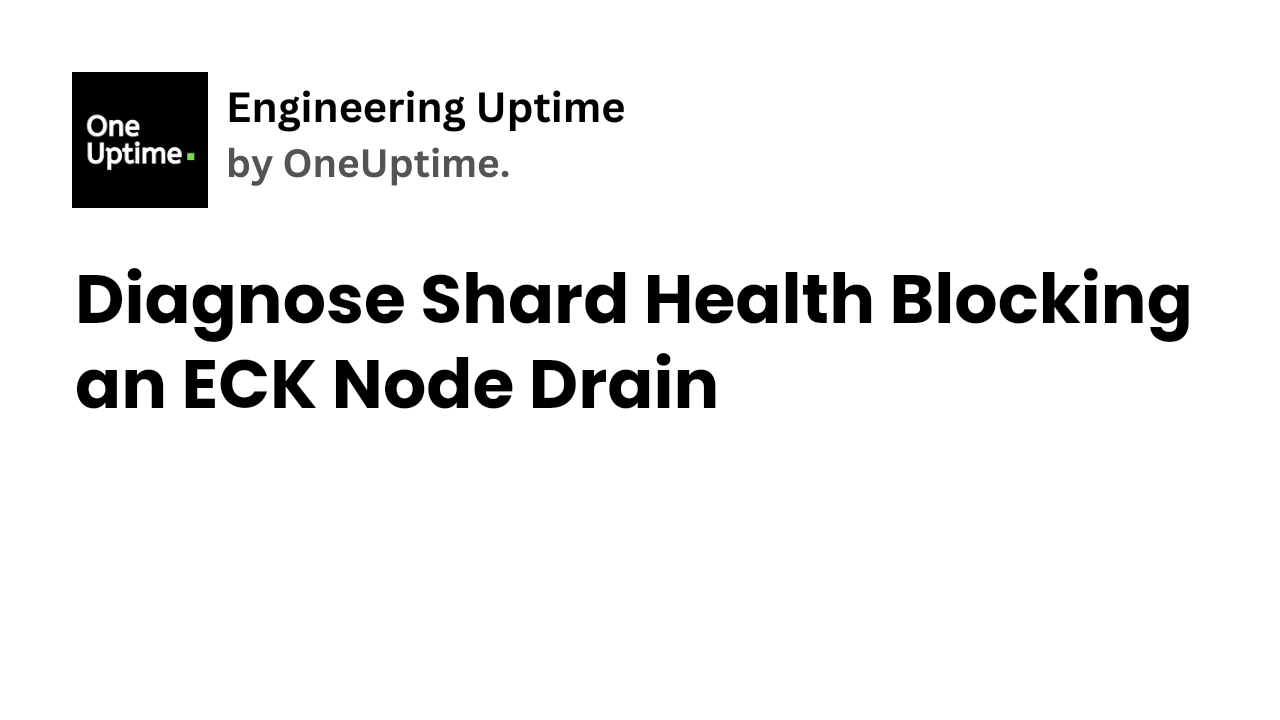 One
Uptime.
Engineering Uptime
by OneUptime.
Diagnose Shard Health Blocking
an ECK Node Drain